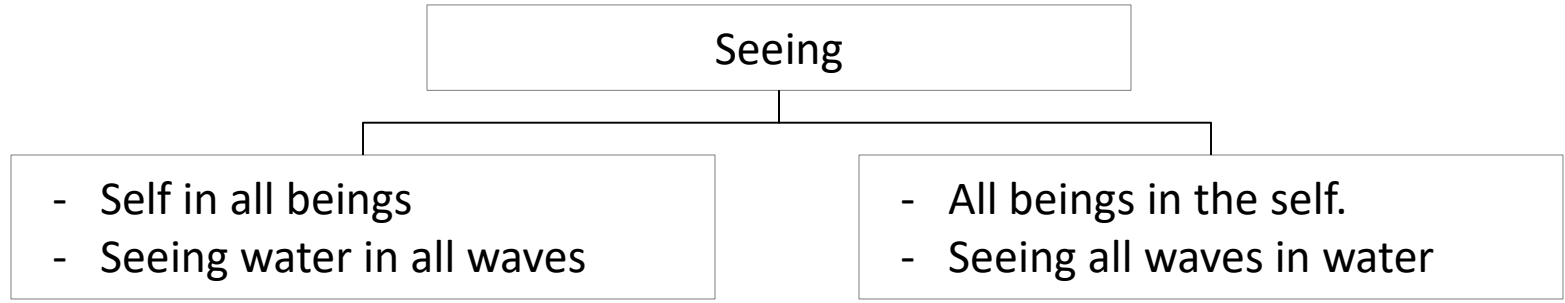 Seeing
- Self in all beings
- Seeing water in all waves
- All beings in the self.
- Seeing all waves in water